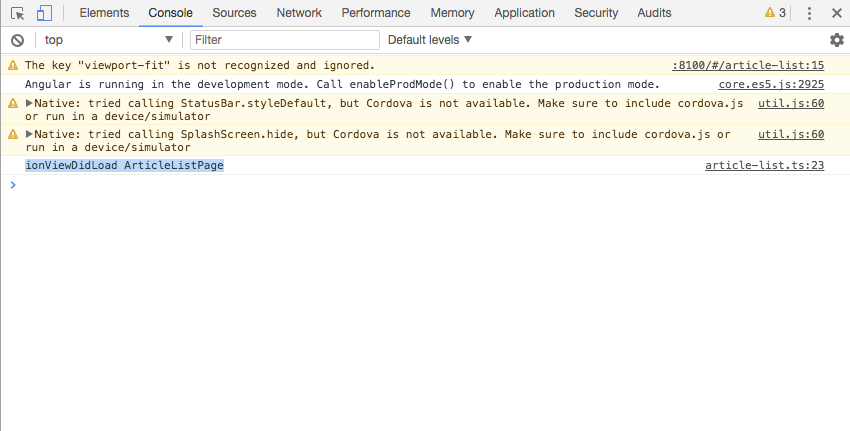 Elements Console Sources Network Performance Memory Application Security Audits 3
top Filter Default levels
The key "viewport-fit" is not recognized and ignored. :8100/#/article-list:15
Angular is running in the development mode. Call enableProdMode() to enable the production mode. core.es5.js:2925
Native: tried calling StatusBar.styleDefault, but Cordova is not available. Make sure to include cordova.js util.js:60
or run in a device/simulator
Native: tried calling SplashScreen.hide, but Cordova is not available. Make sure to include cordova.js or util.js:60
run in a device/simulator
ionViewDidLoad ArticleListPage article-list.ts:23